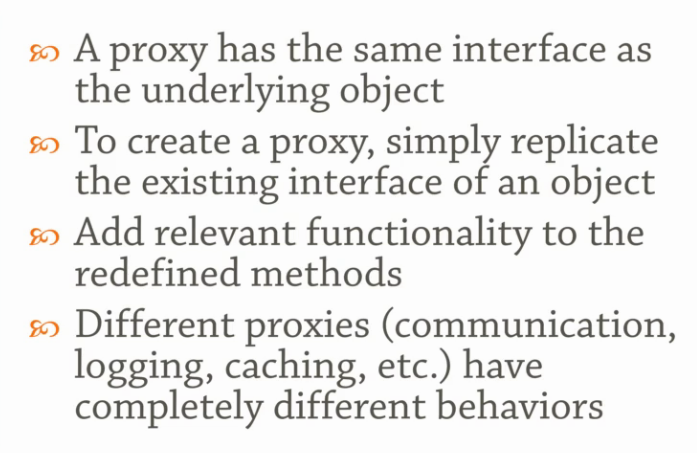 A proxy has the same interface as
the underlying object
To create a proxy, simply replicate
the existing interface of an object
Add relevant functionality to the
redefined methods
Different proxies (communication,
logging, caching, etc.) have
completely different behaviors